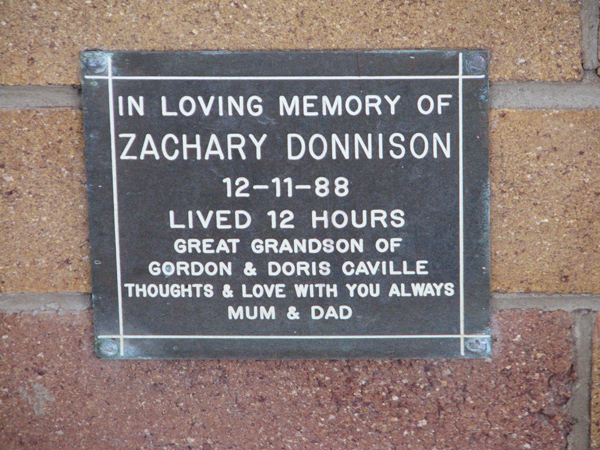 IN LOVING MEMORY OF
ZACHARY DONNISON
12-11-88
LIVED 12 HOURS
GREAT GRANDSON OF
GORDON & DORIS CAVILLE
THOUGHTS & LOVE WITH YOU ALWAYS
MUM & DAD